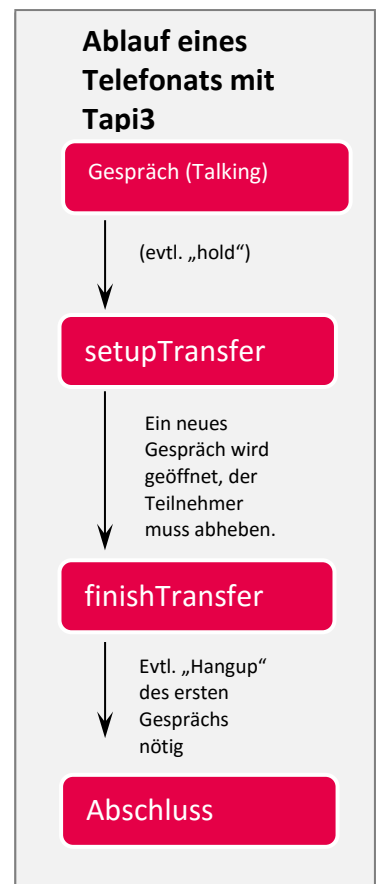 Ablauf eines
Telefonats mit
Tapi3
Gespräch (Talking)
(evtl. „hold“)
setupTransfer
Ein neues
Gespräch wird
geöffnet, der
Teilnehmer
muss abheben.
finishTransfer
Evtl. „Hangup“
des ersten
Gesprächs
nötig
Abschluss